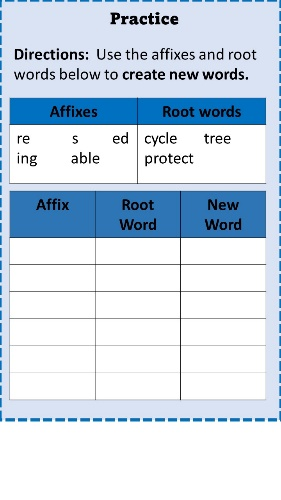 Practice
Directions: Use the affixes and root
words below to create new words.
Affixes Root words
re s ed cycle tree
ing able protect
Affix Root Word New Word